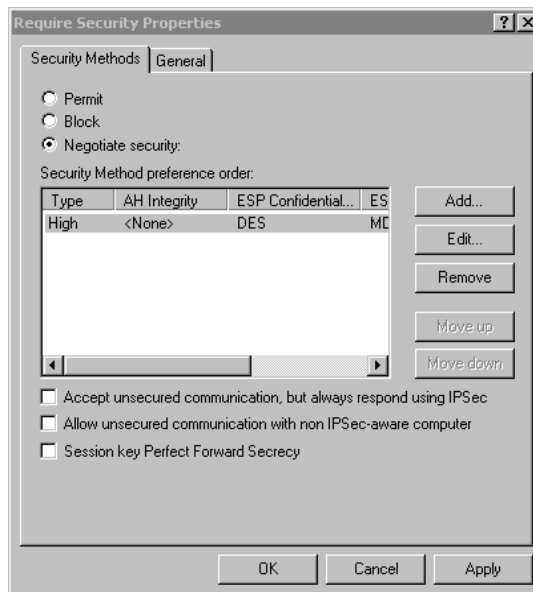 Require Security Properties
Security Methods General
Permit
Block
Negotiate security:
Security Method preference order:
Type AH Integrity ESP Confidential... ES
High <None> DES MD
Add...
Edit...
Remove
Move up
Move down
Accept unsecured communication, but always respond using IPSec
Allow unsecured communication with non IPSec-aware computer
Session key Perfect Forward Secrecy
OK Cancel Apply